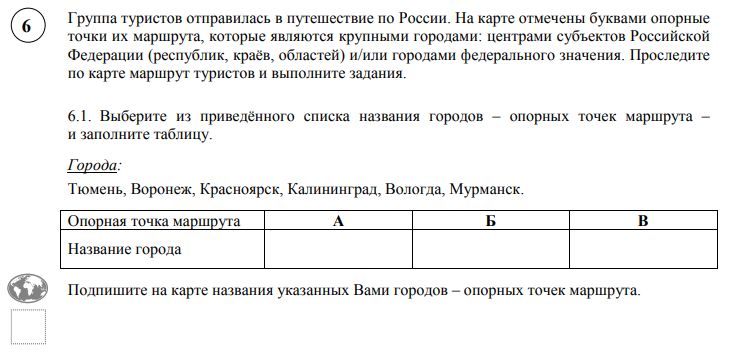 6
Группа туристов отправилась в путешествие по России. На карте отмечены буквами опорные
точки их маршрута, которые являются крупными городами: центрами субъектов Российской
Федерации (республик, краёв, областей) и/или городами федерального значения. Проследите
по карте маршрут туристов и выполните задания.
6.1. Выберите из приведённого списка названия городов – опорных точек маршрута –
и заполните таблицу.
Города:
Тюмень, Воронеж, Красноярск, Калининград, Вологда, Мурманск.
Опорная точка маршрута А Б В
Название города
Подпишите на карте названия указанных Вами городов – опорных точек маршрута.